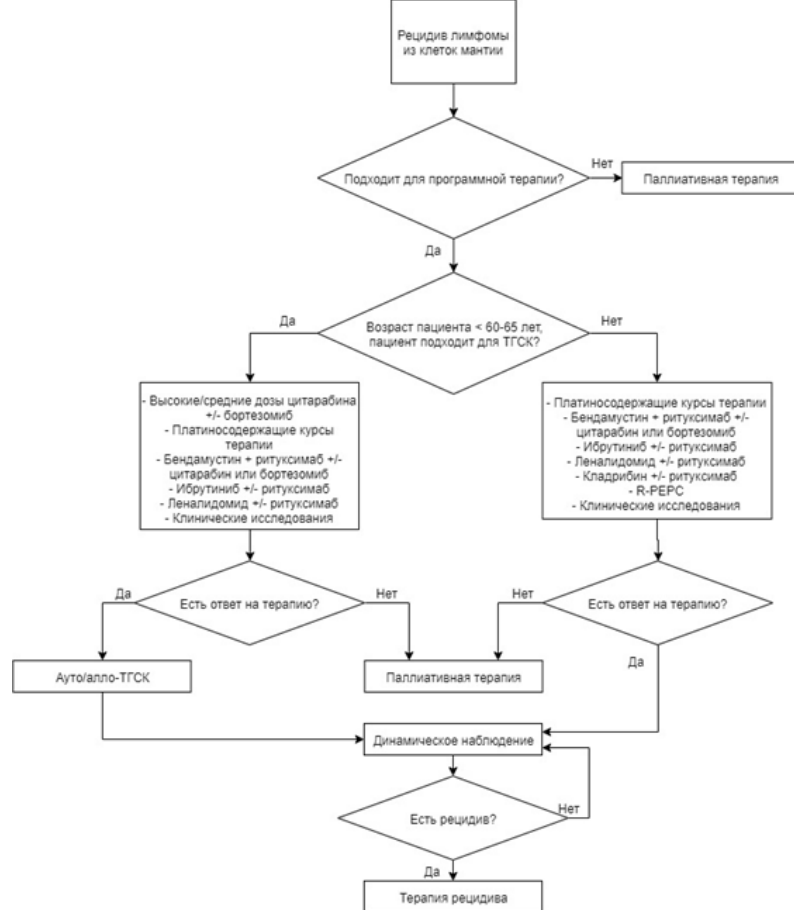 Рецидив лимфомы
из клеток мантии
Подходит для программной терапии?
Нет
Паллиативная терапия
Да
Возраст пациента < 60-65 лет,
пациент подходит для ТГСК?
Да
Нет
- Высокие/средние дозы цитарабина
+/- бортезомиб
- Платиносодержащие курсы
терапии
- Бендамустин + ритуксимаб +/-
цитарабин или бортезомиб
- Ибрутиниб +/- ритуксимаб
- Леналидомид +/- ритуксимаб
- Клинические исследования
- Платиносодержащие курсы терапии
- Бендамустин + ритуксимаб +/-
цитарабин или бортезомиб
- Ибрутиниб +/- ритуксимаб
- Леналидомид +/- ритуксимаб
- Кладрибин +/- ритуксимаб
- R-PEPC
- Клинические исследования
Да
Есть ответ на терапию?
Нет
Нет
Есть ответ на терапию?
Да
Ауто/алло-ТГСК
Паллиативная терапия
Динамическое наблюдение
Есть рецидив?
Нет
Да
Терапия рецидива